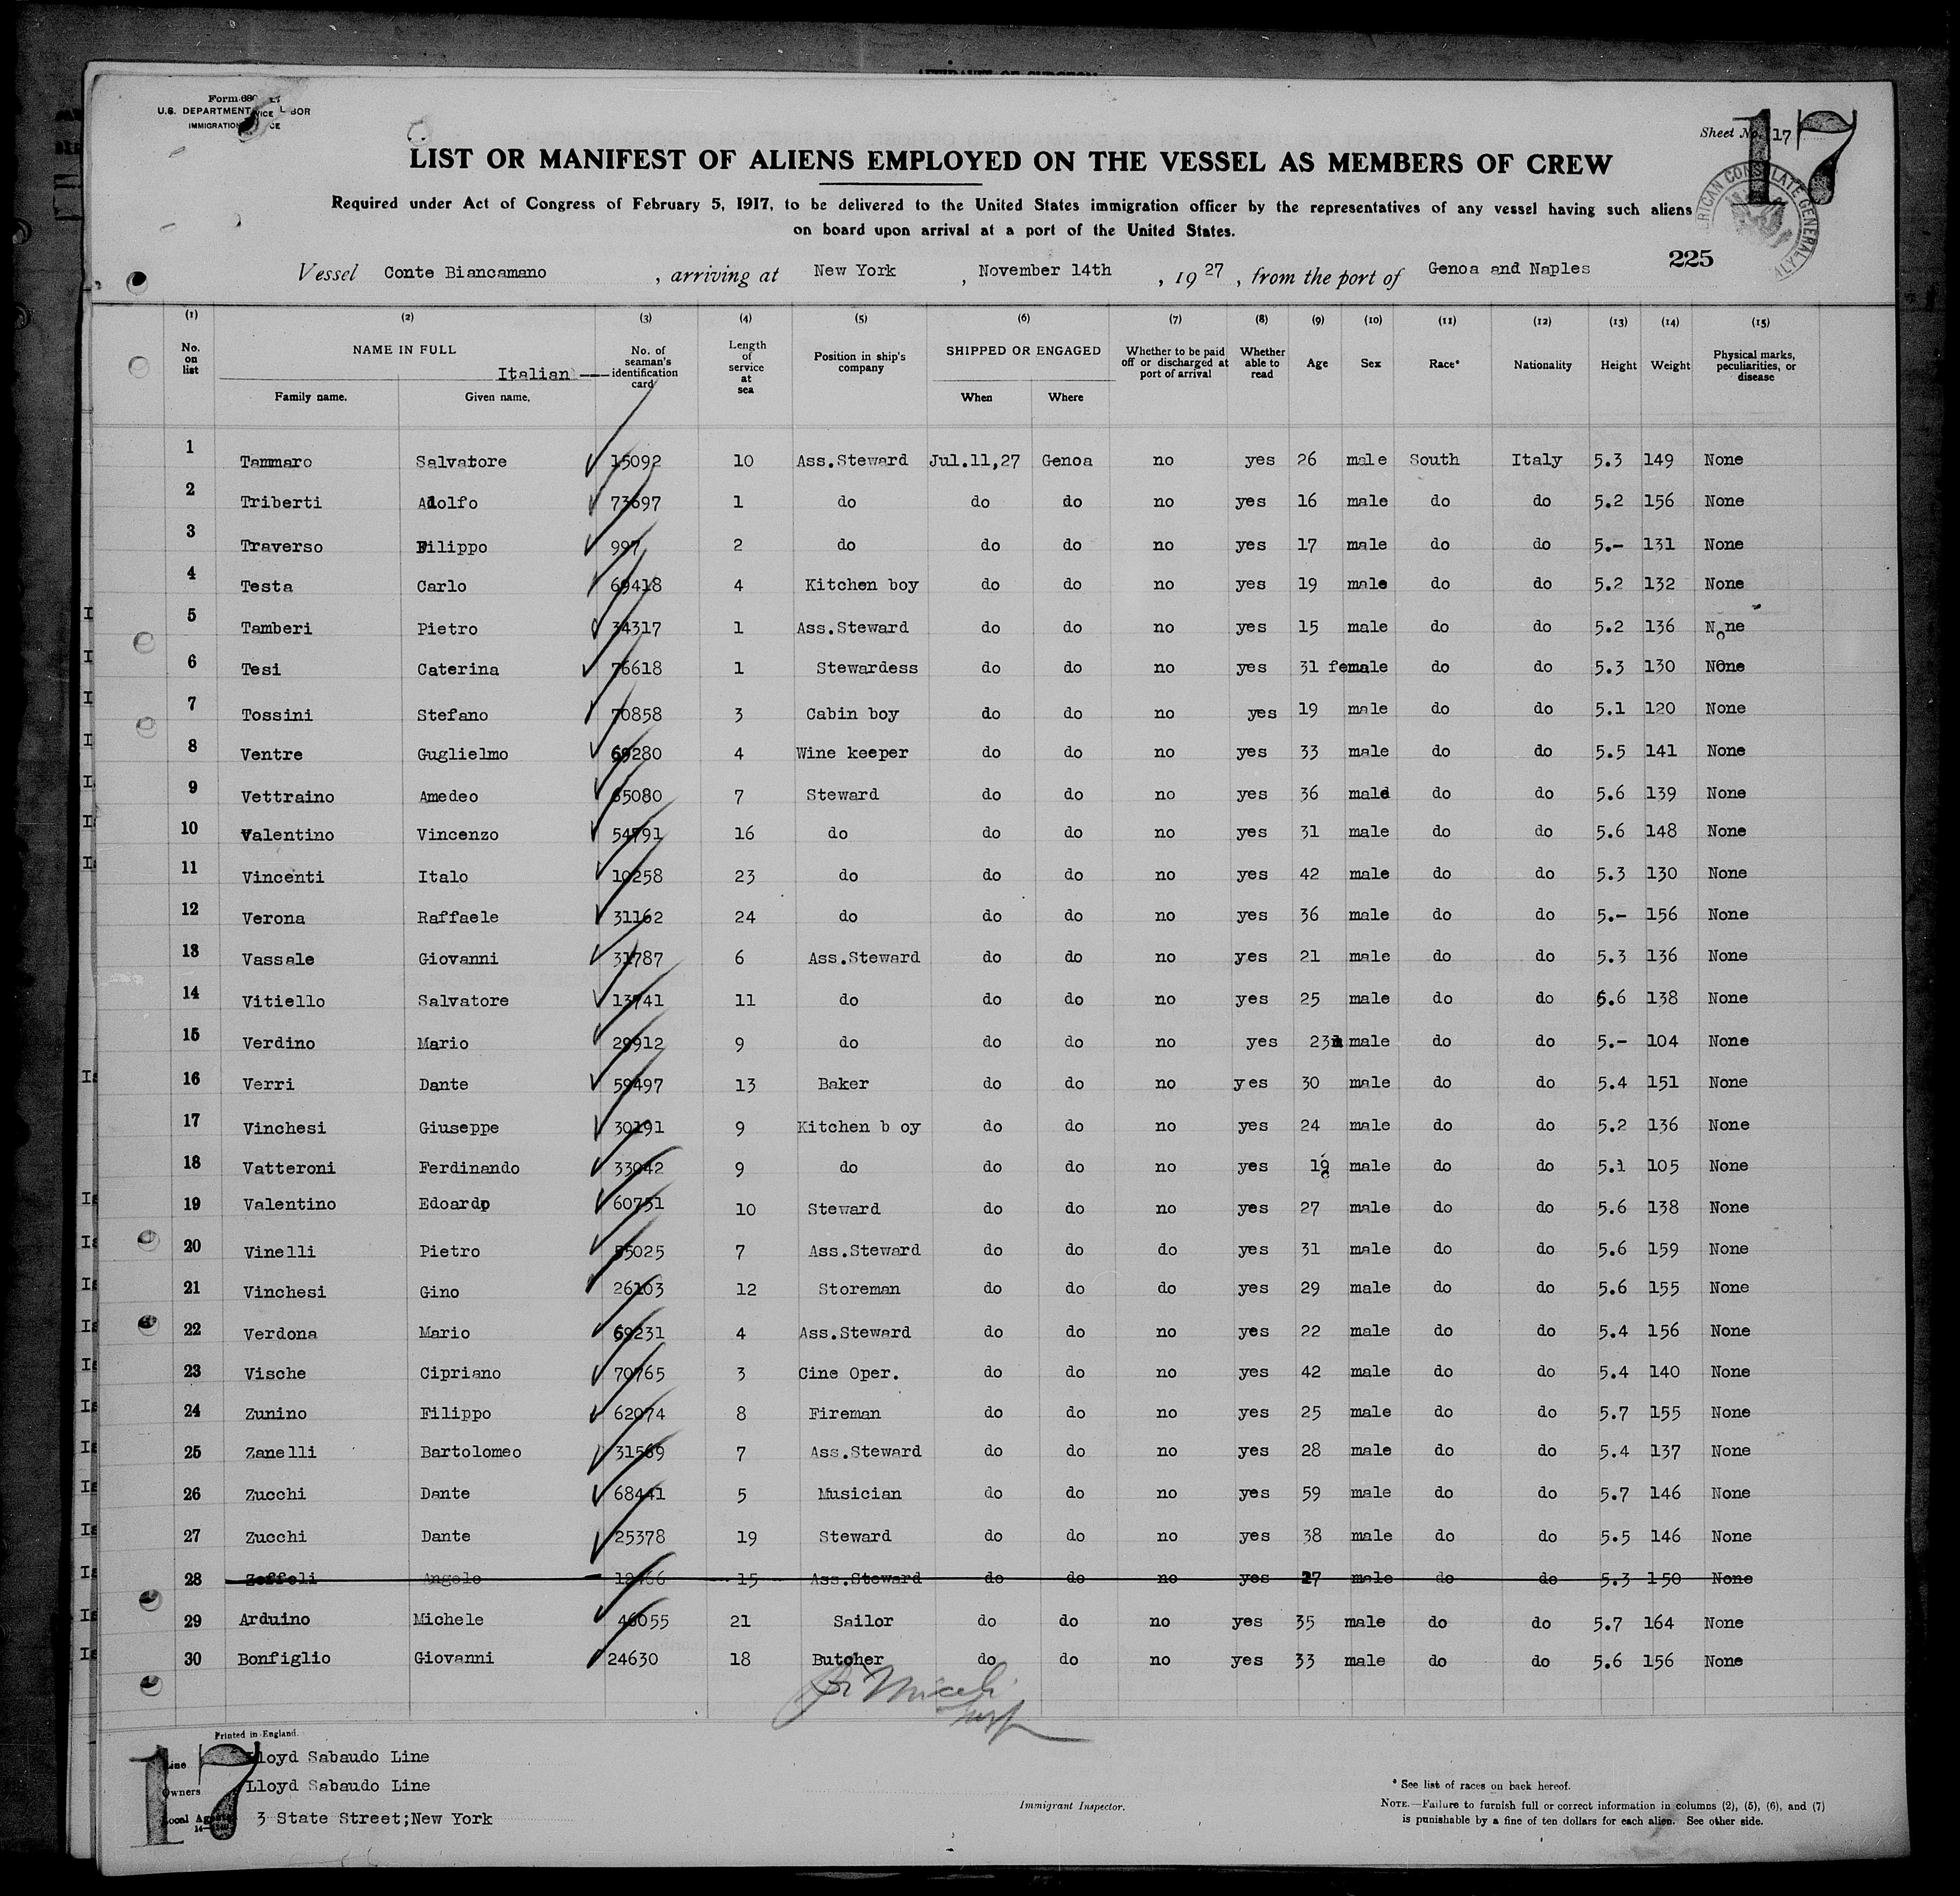 Form 680
U.S. DEPARTMENT LABOR
IMMIGRATION
Sheet No. 17
17
LIST OR MANIFEST OF ALIENS EMPLOYED ON THE VESSEL AS MEMBERS OF CREW
Required under Act of Congress of February 5, 1917, to be delivered to the United States immigration officer by the representatives of any vessel having such aliens
on board upon arrival at a port of the United States.
225
Vessel Conte Biancamano , arriving at New York , November 14th , 19 27 , from the port of Genoa and Naples
(1) (2) (3) (4) (5) (6) (7) (8) (9) (10) (11) (12) (13) (14) (15)
No. on list NAME IN FULL Italian Family name. Given name. No. of seaman's identification card Length of service at sea Position in ship's company SHIPPED OR ENGAGED When Where Whether to be paid off or discharged at port of arrival Whether able to read Age Sex Race* Nationality Height Weight Physical marks, peculiarities, or disease
1 Tammaro Salvatore 15092 10 Ass.Steward Jul.11,27 Genoa no yes 26 male South Italy 5.3 149 None
2 Triberti Adolfo 73697 1 do do do no yes 16 male do do 5.2 156 None
3 Traverso Filippo 997 2 do do do no yes 17 male do do 5.- 131 None
4 Testa Carlo 69418 4 Kitchen boy do do no yes 19 male do do 5.2 132 None
5 Tamberi Pietro 34317 1 Ass.Steward do do no yes 15 male do do 5.2 136 None
6 Tesi Caterina 76618 1 Stewardess do do no yes 31 female do do 5.3 130 None
7 Tossini Stefano 70858 3 Cabin boy do do no yes 19 male do do 5.1 120 None
8 Ventre Guglielmo 69280 4 Wine keeper do do no yes 33 male do do 5.5 141 None
9 Vettraino Amedeo 65080 7 Steward do do no yes 36 male do do 5.6 139 None
10 Valentino Vincenzo 54791 16 do do do no yes 31 male do do 5.6 148 None
11 Vincenti Italo 10258 23 do do do no yes 42 male do do 5.3 130 None
12 Verona Raffaele 31162 24 do do do no yes 36 male do do 5.- 156 None
13 Vassale Giovanni 31787 6 Ass.Steward do do no yes 21 male do do 5.3 136 None
14 Vitiello Salvatore 13741 11 do do do no yes 25 male do do 5.6 138 None
15 Verdino Mario 29912 9 do do do no yes 23 male do do 5.- 104 None
16 Verri Dante 59497 13 Baker do do no yes 30 male do do 5.4 151 None
17 Vinchesi Giuseppe 30191 9 Kitchen b oy do do no yes 24 male do do 5.2 136 None
18 Vatteroni Ferdinando 33042 9 do do do no yes 19 male do do 5.1 105 None
19 Valentino Edoardo 60751 10 Steward do do no yes 27 male do do 5.6 138 None
20 Vinelli Pietro 55025 7 Ass.Steward do do do yes 31 male do do 5.6 159 None
21 Vinchesi Gino 26103 12 Storeman do do do yes 29 male do do 5.6 155 None
22 Verdona Mario 69231 4 Ass.Steward do do no yes 22 male do do 5.4 156 None
23 Vische Cipriano 70765 3 Cine Oper. do do no yes 42 male do do 5.4 140 None
24 Zunino Filippo 62074 8 Fireman do do no yes 25 male do do 5.7 155 None
25 Zanelli Bartolomeo 31569 7 Ass.Steward do do no yes 28 male do do 5.4 137 None
26 Zucchi Dante 68441 5 Musician do do no yes 59 male do do 5.7 146 None
27 Zucchi Dante 25378 19 Steward do do no yes 38 male do do 5.5 146 None
28 Zeffeli Angelo 15 Ass.Steward do do no yes 27 male do do 5.3 150 None
29 Arduino Michele 46055 21 Sailor do do no yes 35 male do do 5.7 164 None
30 Bonfiglio Giovanni 24630 18 Butcher do do no yes 33 male do do 5.6 156 None
Printed in England.
17
Line Lloyd Sabaudo Line
Owners Lloyd Sabaudo Line
Local Agents 3 State Street;New York
Immigrant Inspector.
* See list of races on back hereof.
NOTE.—Failure to furnish full or correct information in columns (2), (5), (6), and (7)
is punishable by a fine of ten dollars for each alien. See other side.